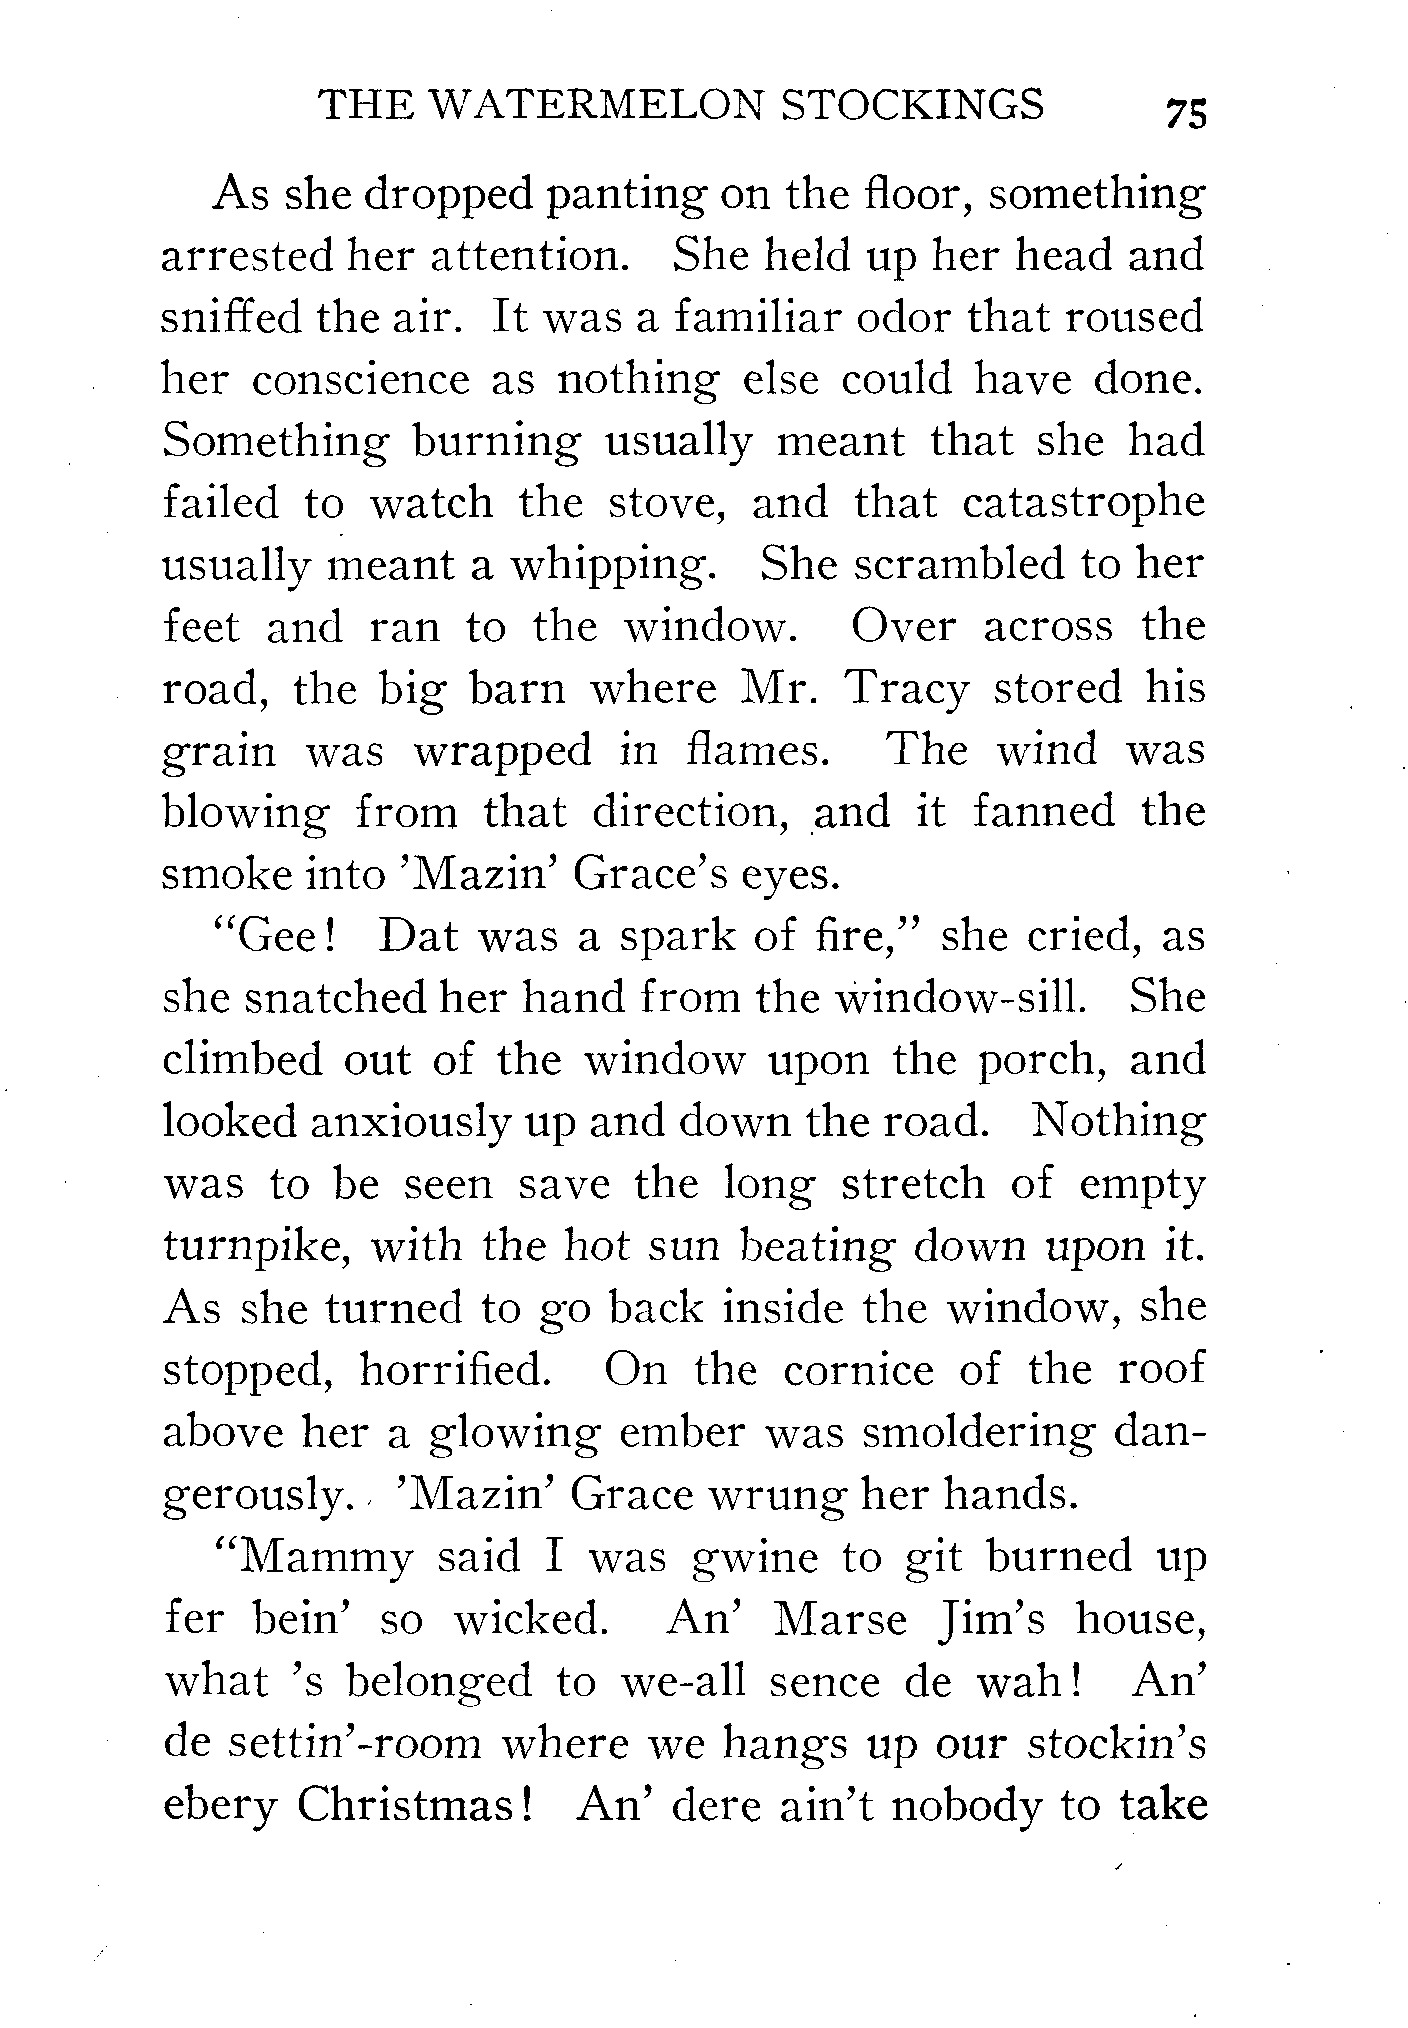 THE WATERMELON STOCKINGS 75
As she dropped panting on the floor, something
arrested her attention. She held up her head and
sniffed the air. It was a familiar odor that roused
her conscience as nothing else could have done.
Something burning usually meant that she had
failed to watch the stove, and that catastrophe
usually meant a whipping. She scrambled to her
feet and ran to the window. Over across the
road, the big barn where Mr. Tracy stored his
grain was wrapped in flames. The wind was
blowing from that direction, and it fanned the
smoke into ’Mazin’ Grace’s eyes.
“Gee! Dat was a spark of fire,” she cried, as
she snatched her hand from the window-sill. She
climbed out of the window upon the porch, and
looked anxiously up and down the road. Nothing
was to be seen save the long stretch of empty
turnpike, with the hot sun beating down upon it.
As she turned to go back inside the window, she
stopped, horrified. On the cornice of the roof
above her a glowing ember was smoldering dan-
gerously. ’Mazin’ Grace wrung her hands.
“Mammy said I was gwine to git burned up
fer bein’ so wicked. An’ Marse Jim’s house,
what ’s belonged to we-all sence de wah! An’
de settin’-room where we hangs up our stockin’s
ebery Christmas! An’ dere ain’t nobody to take